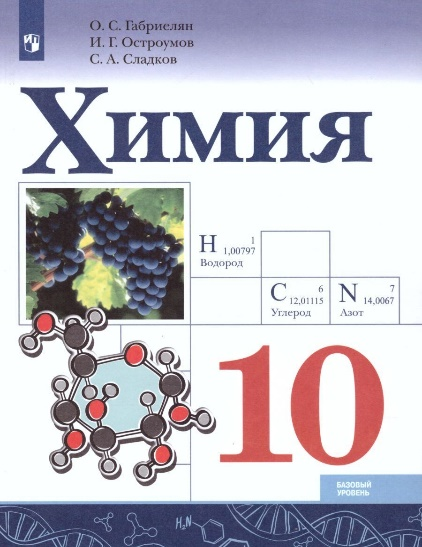 О. С. Габриелян
И. Г. Остроумов
С. А. Сладков
Химия
H 1
1,00797
Водород
C 6
12,01115
Углерод
N 7
14,0067
Азот
10
БАЗОВЫЙ
УРОВЕНЬ
H₂N